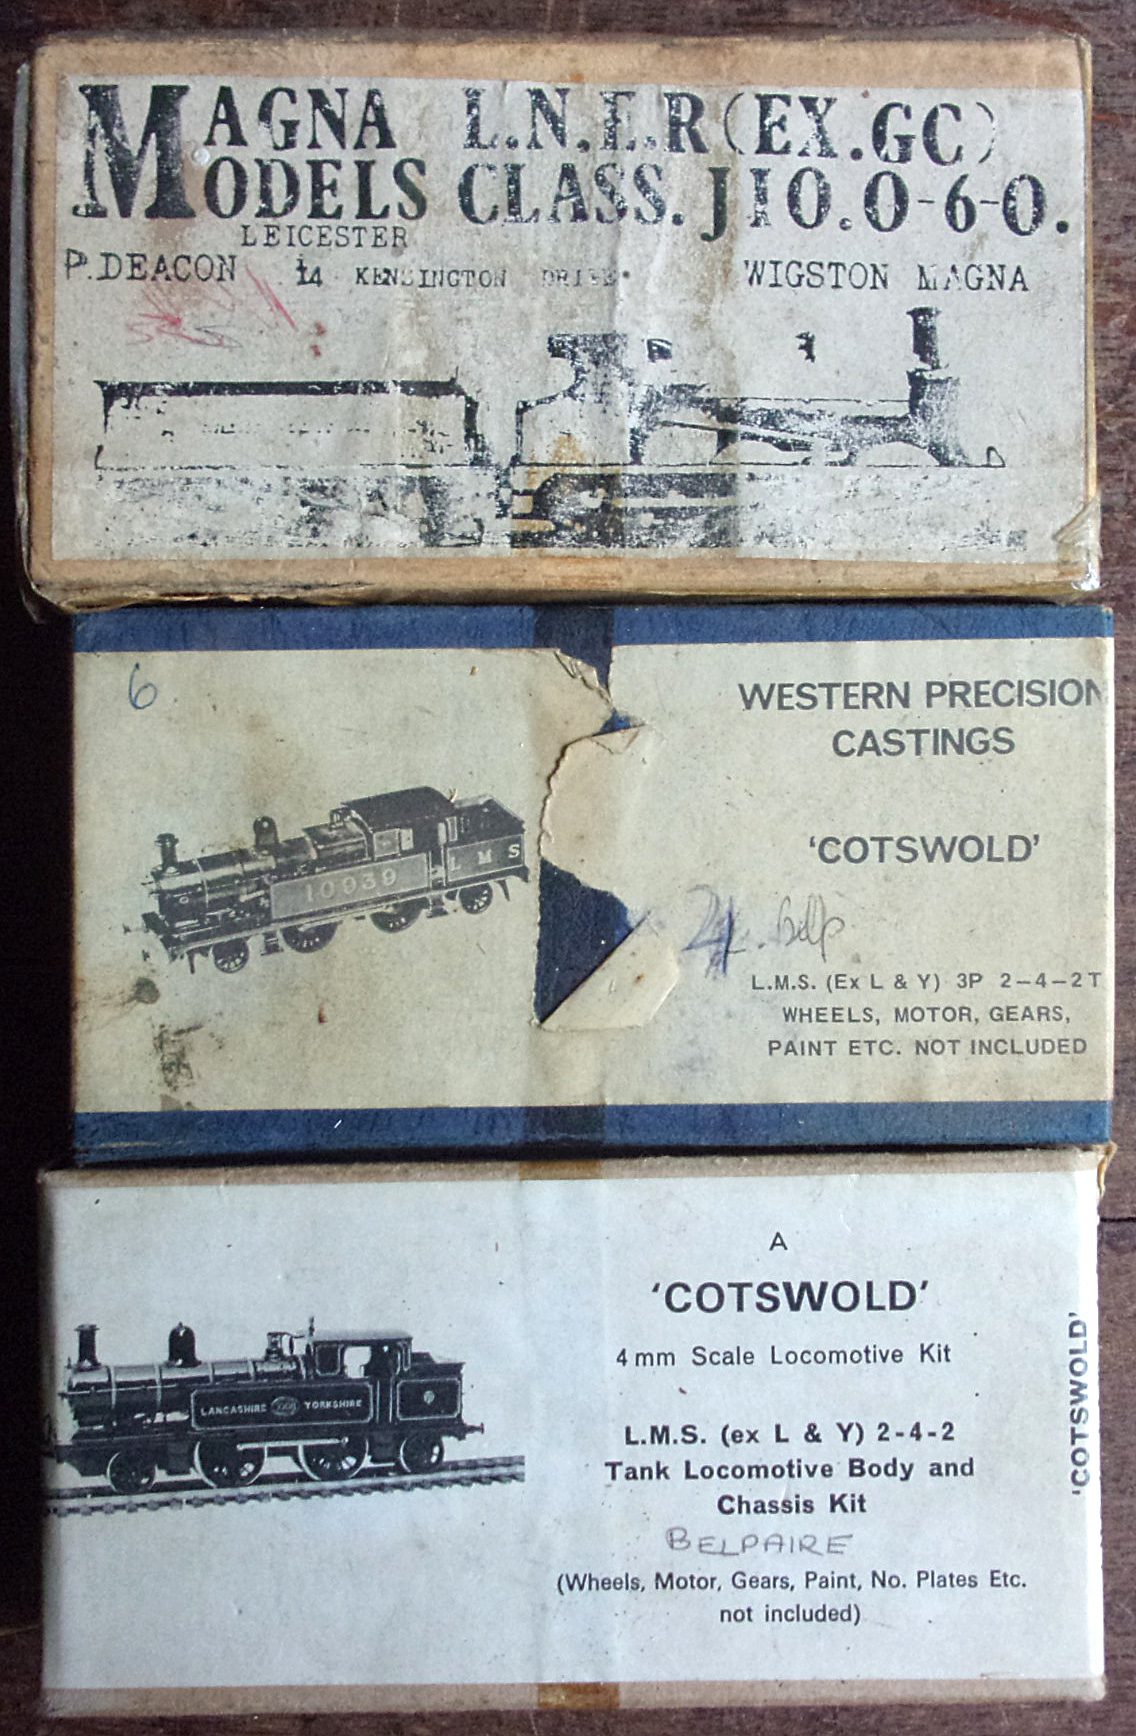 MAGNA MODELS
L.N.E.R (EX.GC)
CLASS. J10. 0-6-0.
LEICESTER
P. DEACON 14 KENSINGTON DRIVE. WIGSTON MAGNA
6
WESTERN PRECISION
CASTINGS
'COTSWOLD'
10939
L M S
L.M.S. (Ex L & Y) 3P 2-4-2T
WHEELS, MOTOR, GEARS,
PAINT ETC. NOT INCLUDED
A
'COTSWOLD'
4mm Scale Locomotive Kit
LANCASHIRE YORKSHIRE
L.M.S. (ex L & Y) 2-4-2
Tank Locomotive Body and
Chassis Kit
BELPAIRE
(Wheels, Motor, Gears, Paint, No. Plates Etc.
not included)
'COTSWOLD'